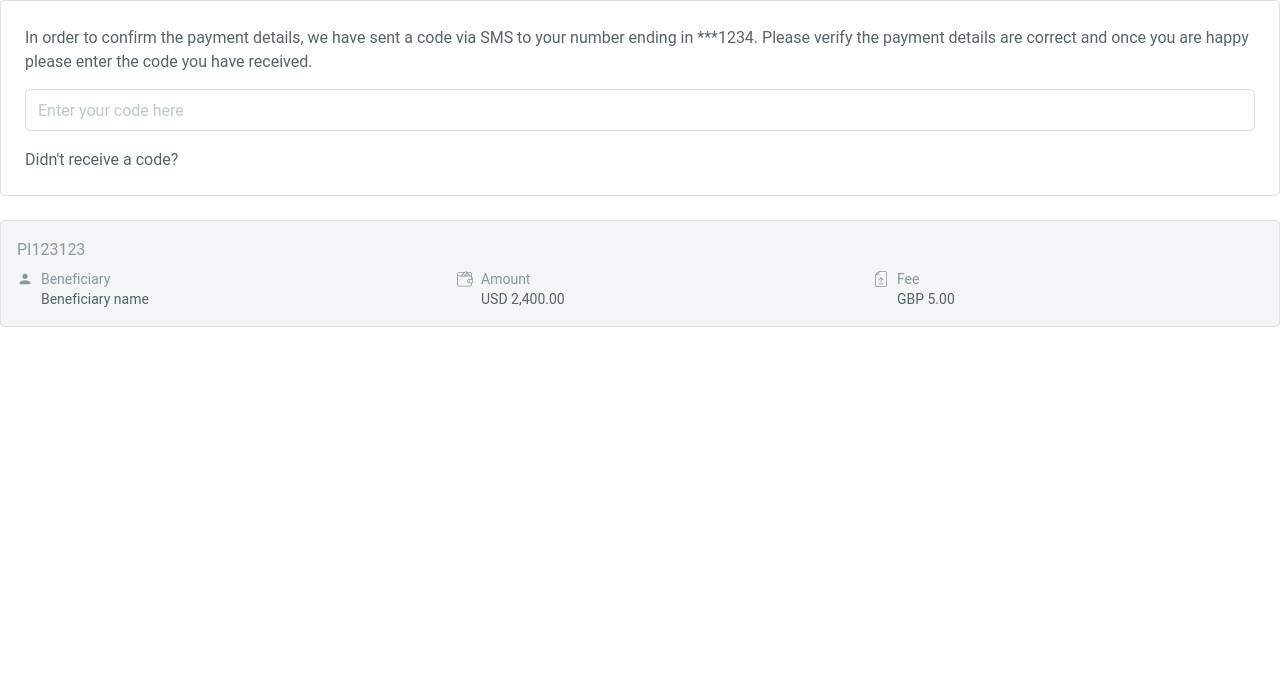 In order to confirm the payment details, we have sent a code via SMS to your number ending in ***1234. Please verify the payment details are correct and once you are happy
please enter the code you have received.
Enter your code here
Didn't receive a code?
PI123123
Beneficiary
Beneficiary name
Amount
USD 2,400.00
Fee
GBP 5.00